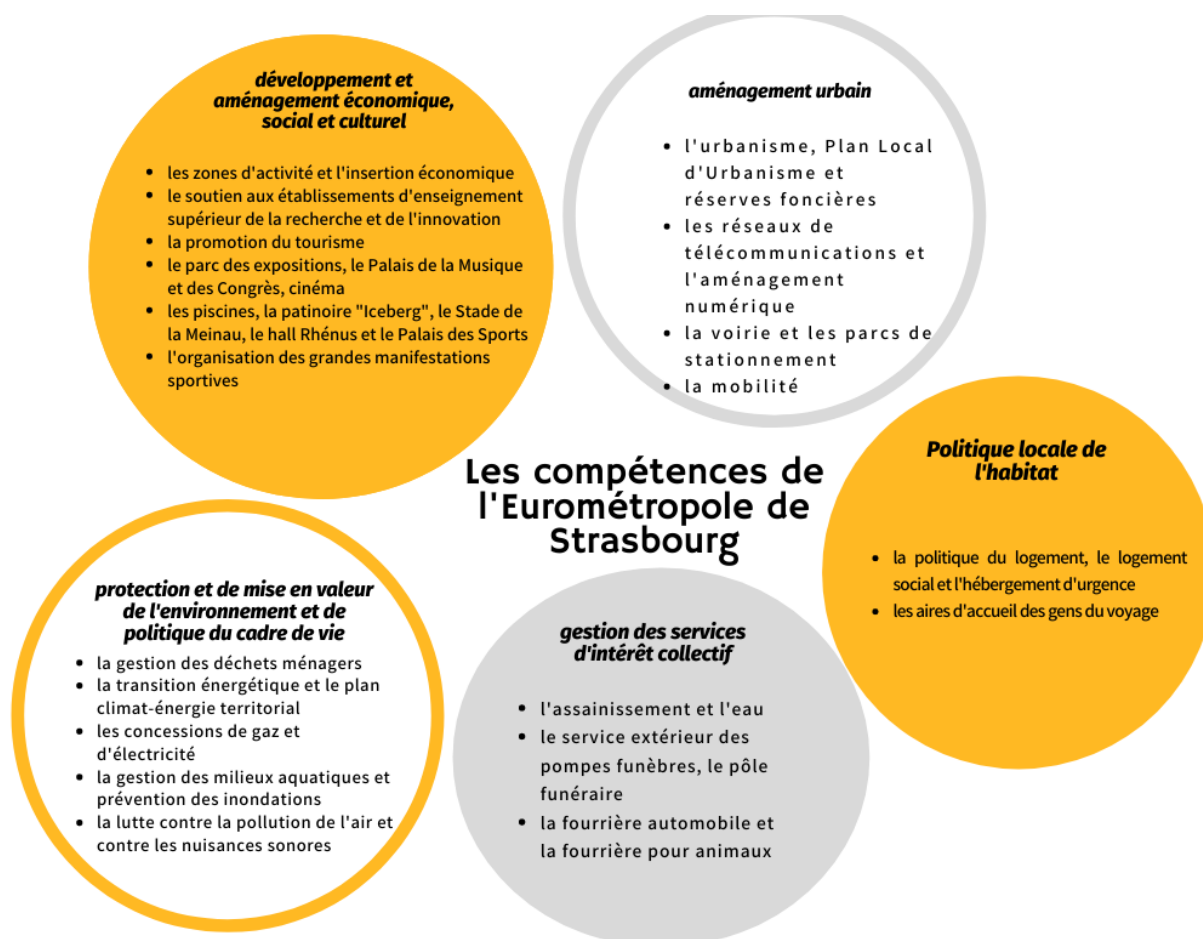 développement et
aménagement économique,
social et culturel
les zones d'activité et l'insertion économique
le soutien aux établissements d'enseignement
supérieur de la recherche et de l'innovation
la promotion du tourisme
le parc des expositions, le Palais de la Musique
et des Congrès, cinéma
les piscines, la patinoire "Iceberg", le Stade de
la Meinau, le hall Rhénus et le Palais des Sports
l'organisation des grandes manifestations
sportives
aménagement urbain
l'urbanisme, Plan Local
d'Urbanisme et
réserves foncières
les réseaux de
télécommunications et
l'aménagement
numérique
la voirie et les parcs de
stationnement
la mobilité
Les compétences de
l'Eurométropole de
Strasbourg
Politique locale de
l'habitat
la politique du logement, le logement
social et l'hébergement d'urgence
les aires d'accueil des gens du voyage
protection et de mise en valeur
de l'environnement et de
politique du cadre de vie
la gestion des déchets ménagers
la transition énergétique et le plan
climat-énergie territorial
les concessions de gaz et
d'électricité
la gestion des milieux aquatiques et
prévention des inondations
la lutte contre la pollution de l'air et
contre les nuisances sonores
gestion des services
d'intérêt collectif
l'assainissement et l'eau
le service extérieur des
pompes funèbres, le pôle
funéraire
la fourrière automobile et
la fourrière pour animaux